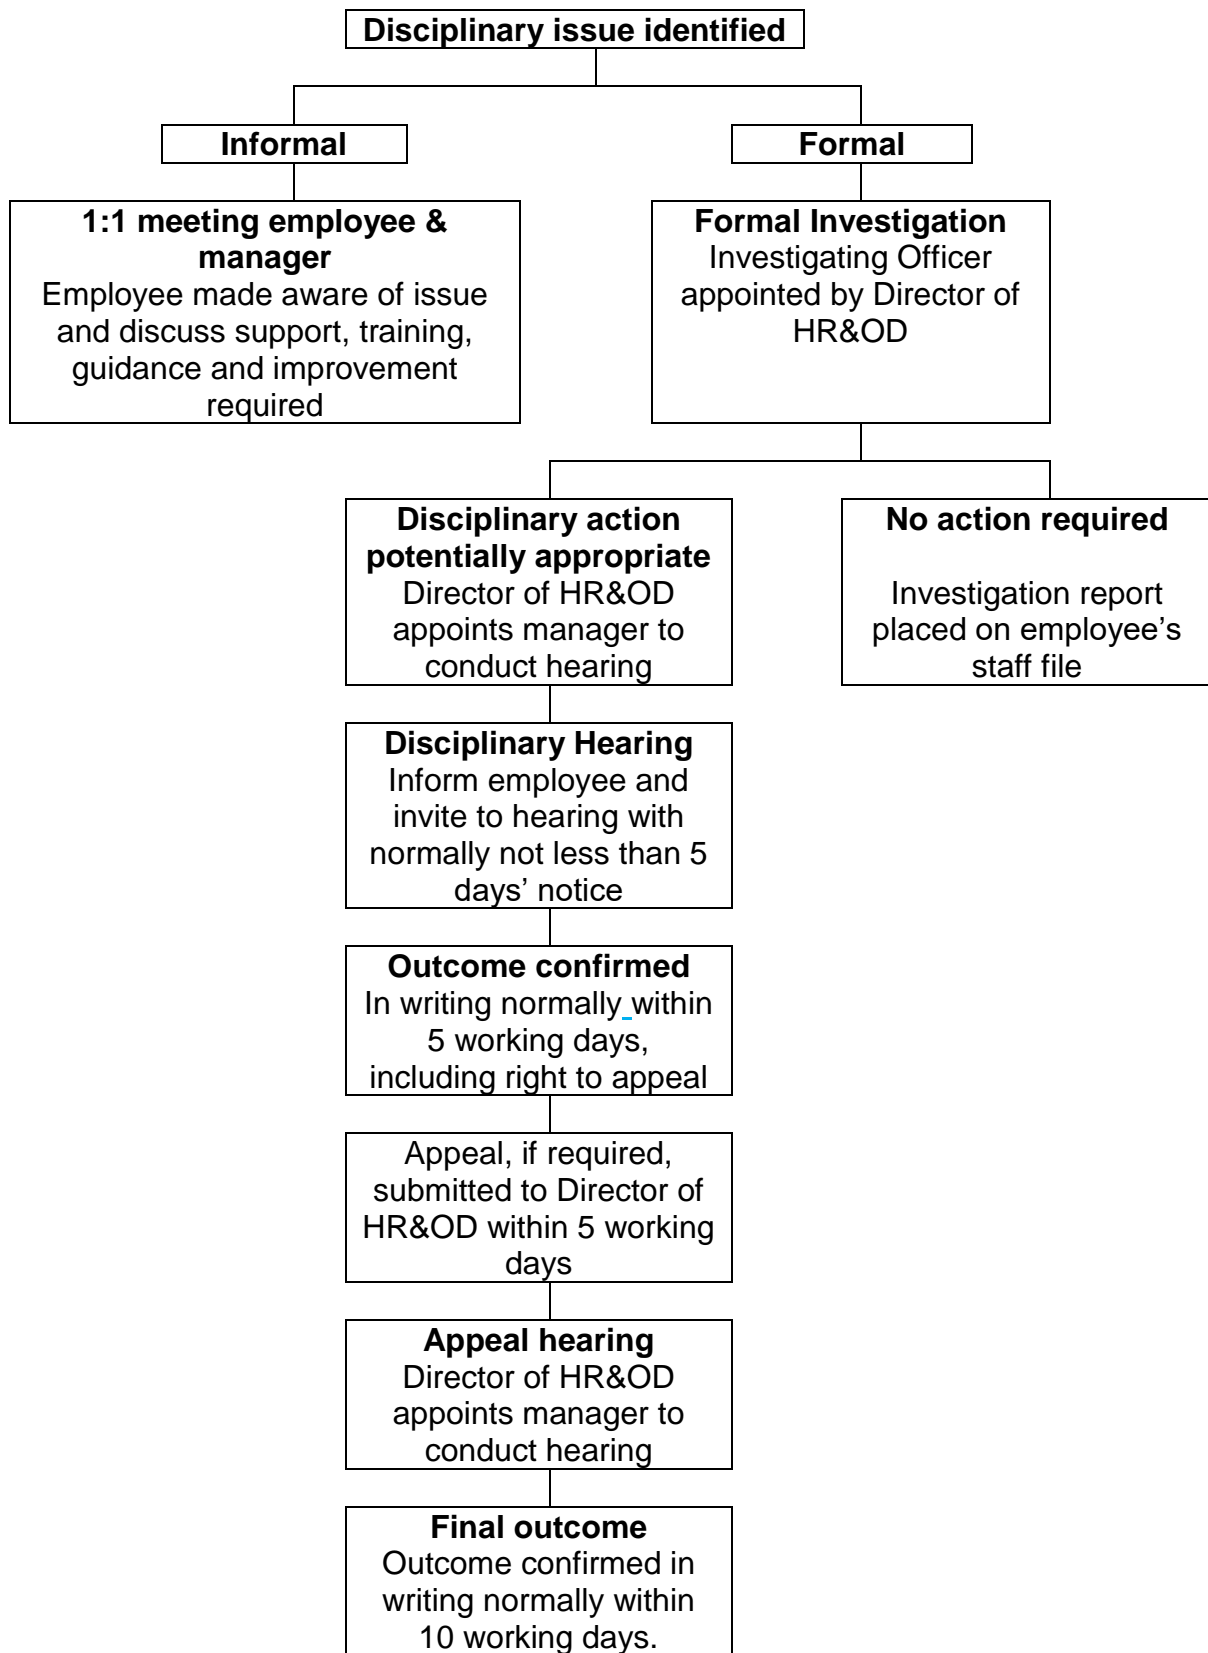 Disciplinary issue identified
Informal
Formal
1:1 meeting employee &
manager
Employee made aware of issue
and discuss support, training,
guidance and improvement
required
Formal Investigation
Investigating Officer
appointed by Director of
HR&OD
Disciplinary action
potentially appropriate
Director of HR&OD
appoints manager to
conduct hearing
No action required
Investigation report
placed on employee’s
staff file
Disciplinary Hearing
Inform employee and
invite to hearing with
normally not less than 5
days’ notice
Outcome confirmed
In writing normally within
5 working days,
including right to appeal
Appeal, if required,
submitted to Director of
HR&OD within 5 working
days
Appeal hearing
Director of HR&OD
appoints manager to
conduct hearing
Final outcome
Outcome confirmed in
writing normally within
10 working days.